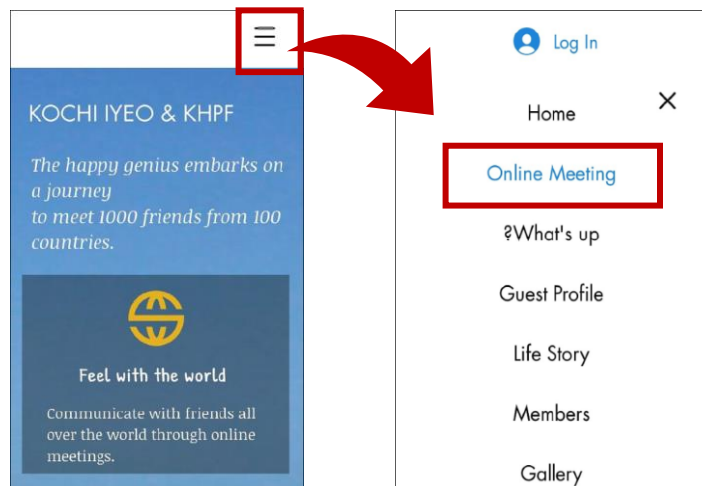 KOCHI IYEO & KHPF
The happy genius embarks on
a journey
to meet 1000 friends from 100
countries.
Feel with the world
Communicate with friends all
over the world through online
meetings.
Log In
Home
Online Meeting
?What's up
Guest Profile
Life Story
Members
Gallery